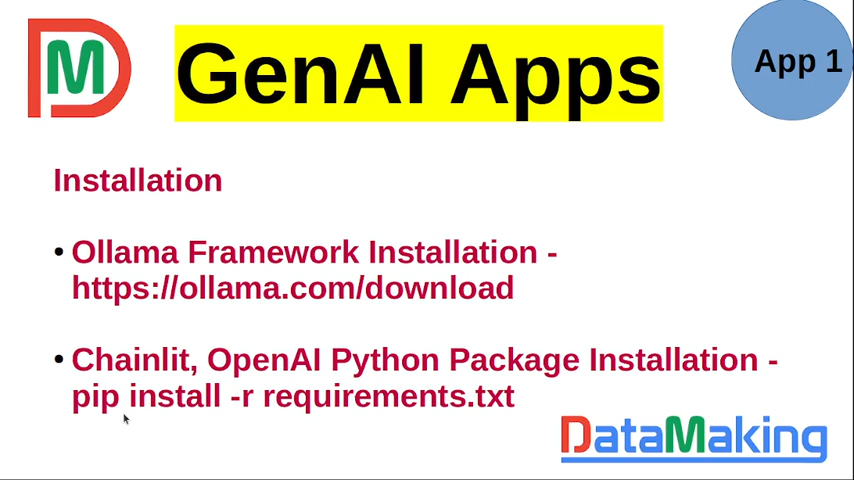 DM
GenAI Apps
App 1
Installation
• Ollama Framework Installation -
https://ollama.com/download
• Chainlit, OpenAI Python Package Installation -
pip install -r requirements.txt
DataMaking